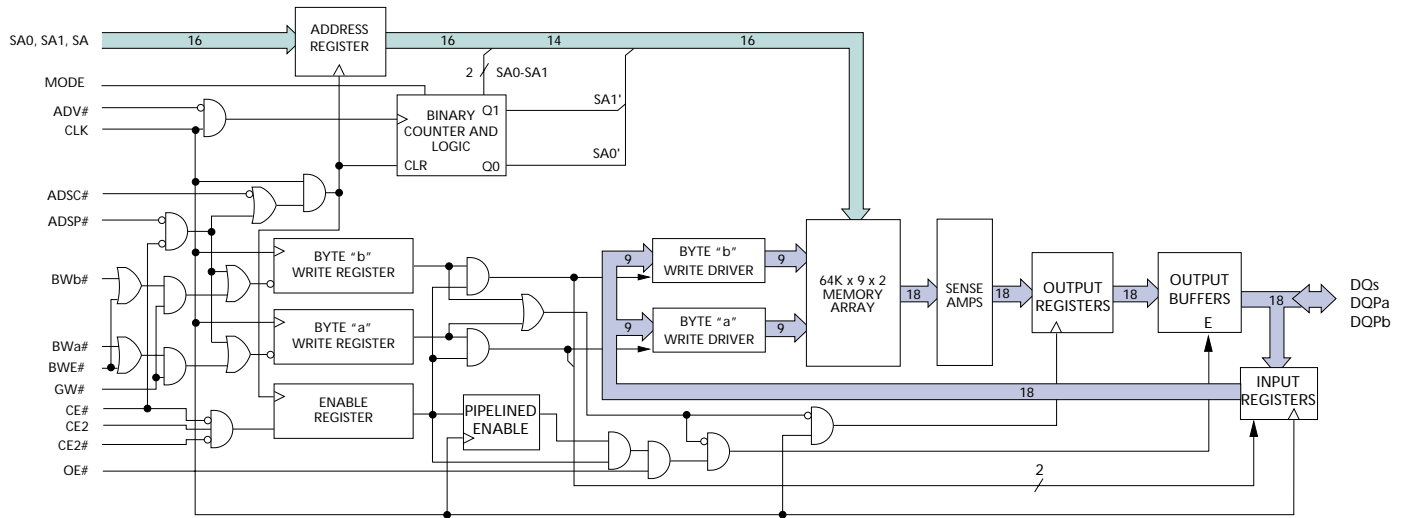 SA0, SA1, SA
16
ADDRESS
REGISTER
16
14
16
2
SA0-SA1
MODE
ADV#
CLK
BINARY
COUNTER AND
LOGIC
Q1
CLR
Q0
SA1'
SA0'
ADSC#
ADSP#
BWb#
BWa#
BWE#
GW#
CE#
CE2
CE2#
OE#
BYTE "b"
WRITE REGISTER
BYTE "a"
WRITE REGISTER
ENABLE
REGISTER
PIPELINED
ENABLE
9
BYTE "b"
WRITE DRIVER
9
9
BYTE "a"
WRITE DRIVER
9
64K x 9 x 2
MEMORY
ARRAY
18
SENSE
AMPS
18
OUTPUT
REGISTERS
18
OUTPUT
BUFFERS
E
18
DQs
DQPa
DQPb
18
INPUT
REGISTERS
2